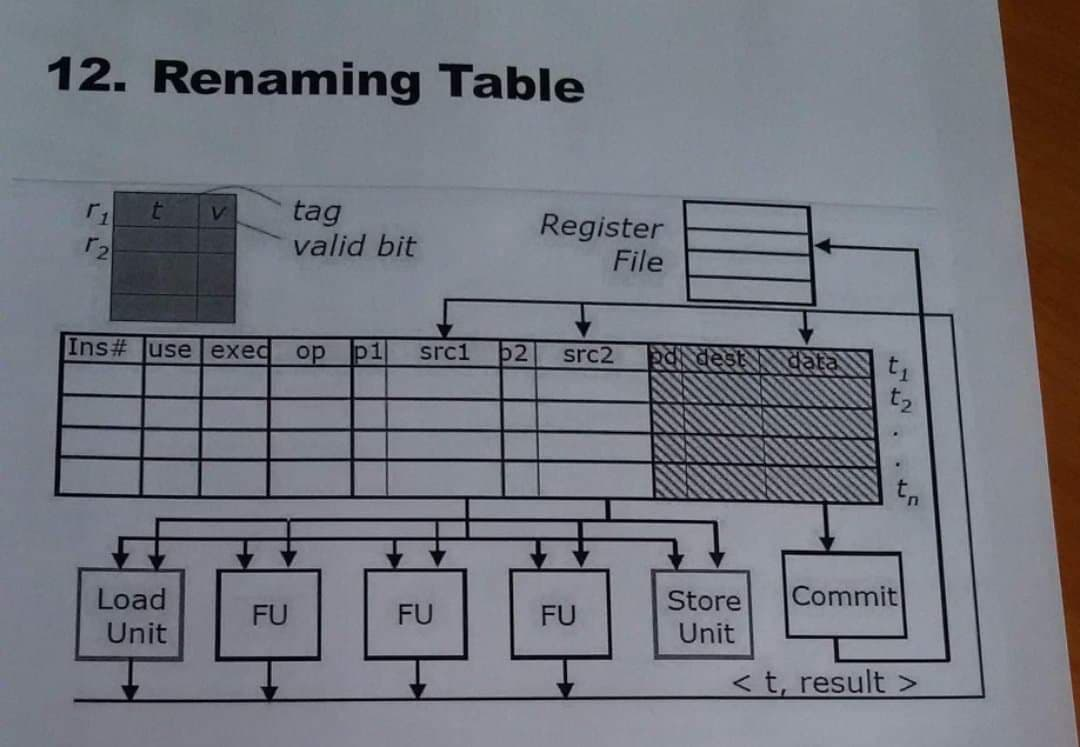 12. Renaming Table
r1 t v tag
r2 valid bit
Register
File
Ins# use exec op p1 src1 p2 src2 pd dest data t1
t2
.
.
tn
Load
Unit
FU
FU
FU
Store
Unit
Commit
< t, result >